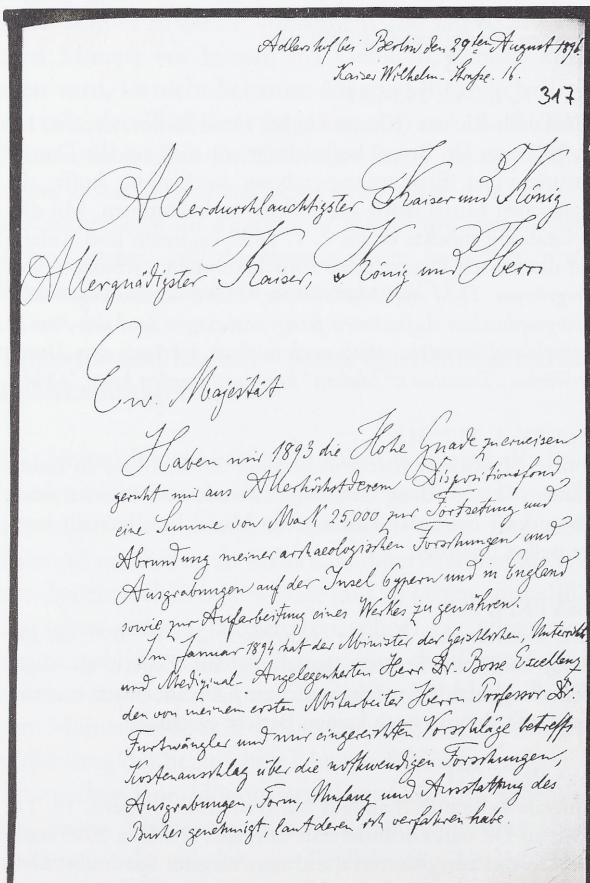 Adlershof bei Berlin den 29ten August 1896.
Kaiser Wilhelm-Straße. 16.
317
Allerdurchlauchtigster Kaiser und König
Allergnädigster Kaiser, König und Herr
Ew. Majestät
Haben mir 1893 die Hohe Gnade zu erweisen
geruht mir aus Allerhöchstderem Dispositionsfond
eine Summe von Mark 25,000 zur Fortsetzung und
Abrundung meiner archaeologischen Forschungen und
Ausgrabungen auf der Insel Cypern und in England
sowie zur Aufarbeitung eines Werkes zu gewähren.
Im Januar 1894 hat der Minister der Geistlichen, Unterrichts
und Medizinal-Angelegenheiten Herr Dr. Bosse Excellenz
den von meinem ersten Mitarbeiter Herrn Professor Dr.
Furtwängler und mir eingereichten Vorschläge betreffs
Kostenanschlag über die nothwendigen Forschungen,
Ausgrabungen, Form, Umfang und Ausstattung des
Buches genehmigt, laut deren ich verfahren habe.